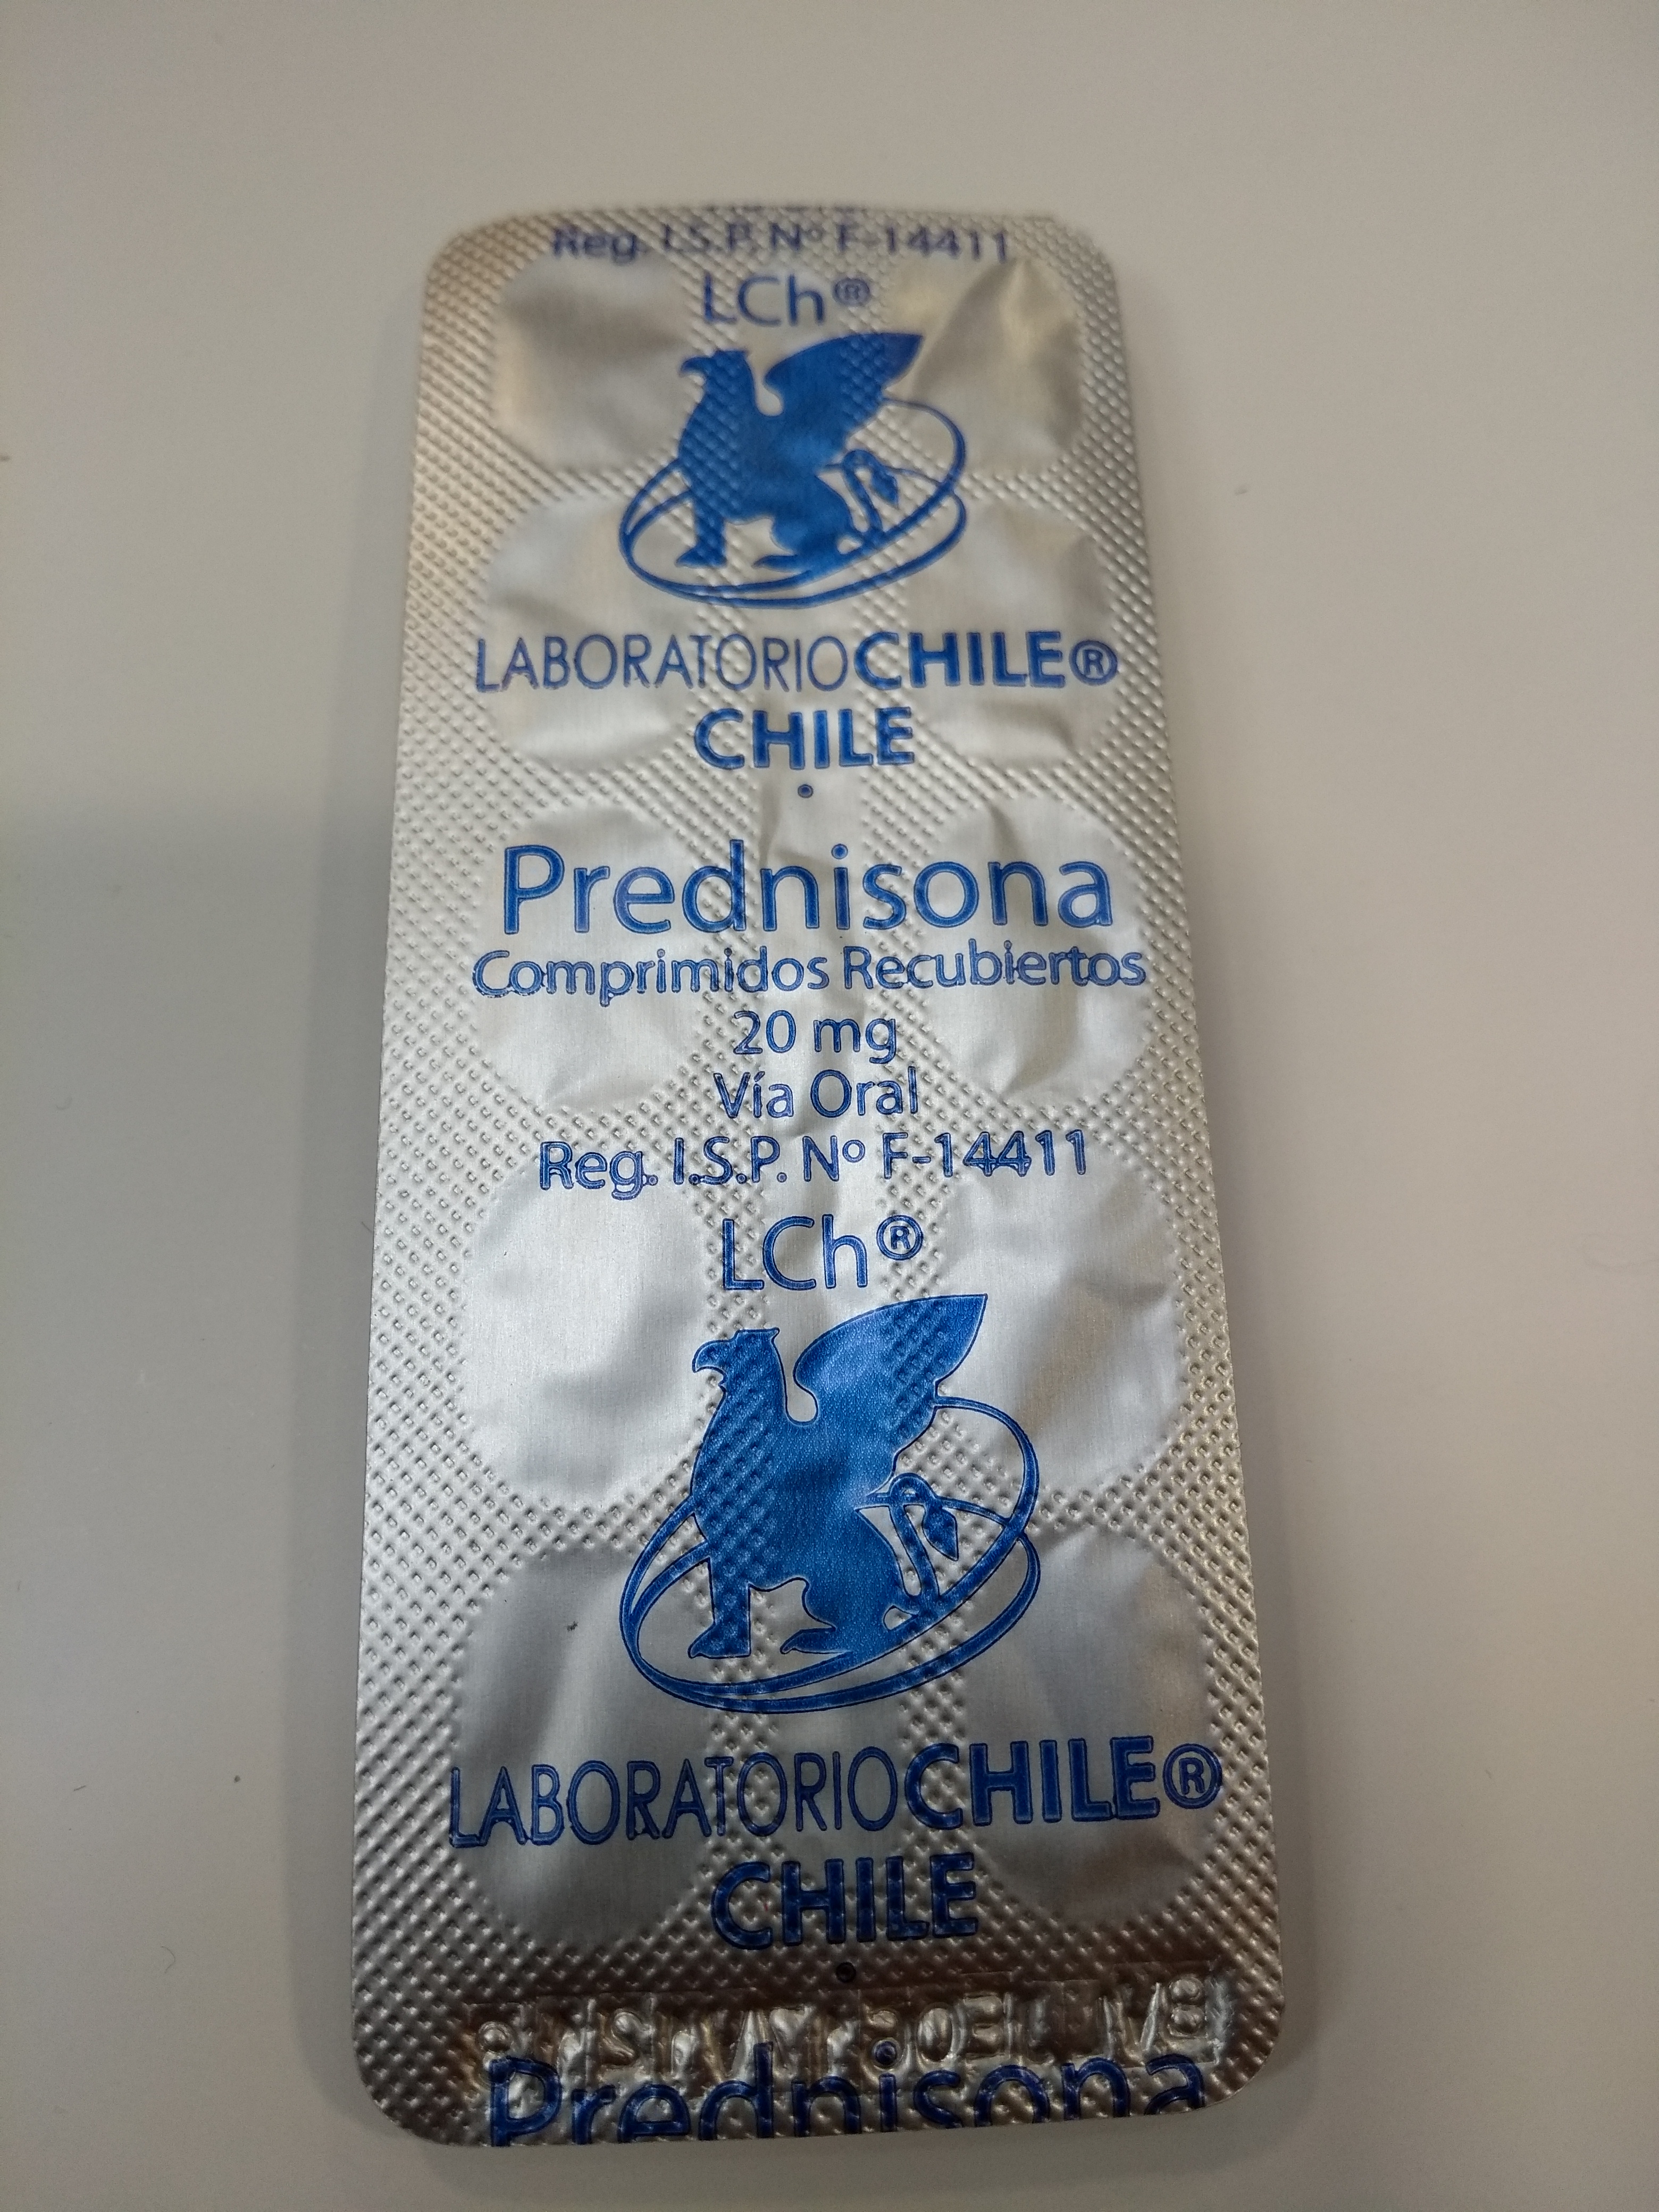 Reg. I.S.P. Nº F-14411
LCh®
LABORATORIOCHILE®
CHILE
Prednisona
Comprimidos Recubiertos
20 mg
Vía Oral
Reg. I.S.P. Nº F-14411
LCh®
LABORATORIOCHILE®
CHILE
Prednisona